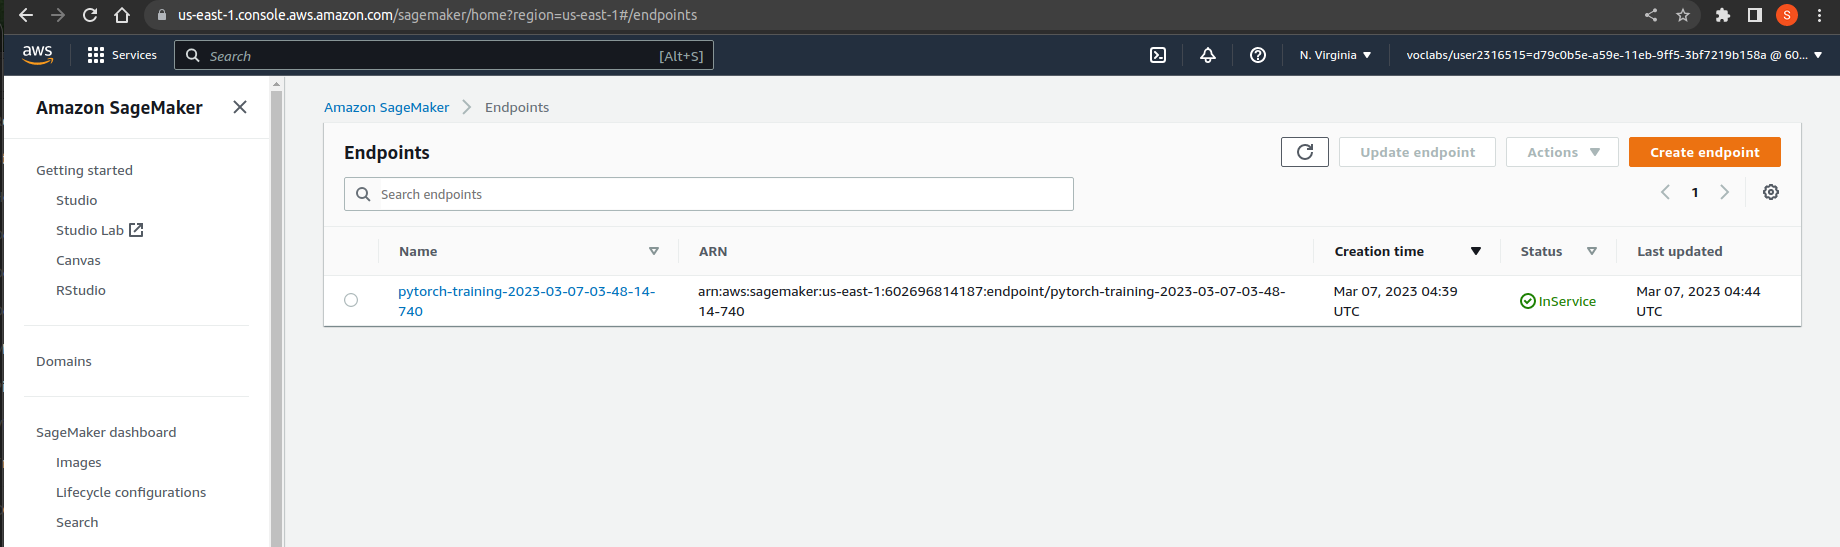 us-east-1.console.aws.amazon.com/sagemaker/home?region=us-east-1#/endpoints
S
aws
Services
Search
[Alt+S]
N. Virginia
voclabs/user2316515=d79c0b5e-a59e-11eb-9ff5-3bf7219b158a @ 60...
Amazon SageMaker
Getting started
Studio
Studio Lab
Canvas
RStudio
Domains
SageMaker dashboard
Images
Lifecycle configurations
Search
Amazon SageMaker
Endpoints
Endpoints
Update endpoint
Actions
Create endpoint
Search endpoints
1
Name
ARN
Creation time
Status
Last updated
pytorch-training-2023-03-07-03-48-14-
740
arn:aws:sagemaker:us-east-1:602696814187:endpoint/pytorch-training-2023-03-07-03-48-
14-740
Mar 07, 2023 04:39
UTC
InService
Mar 07, 2023 04:44
UTC